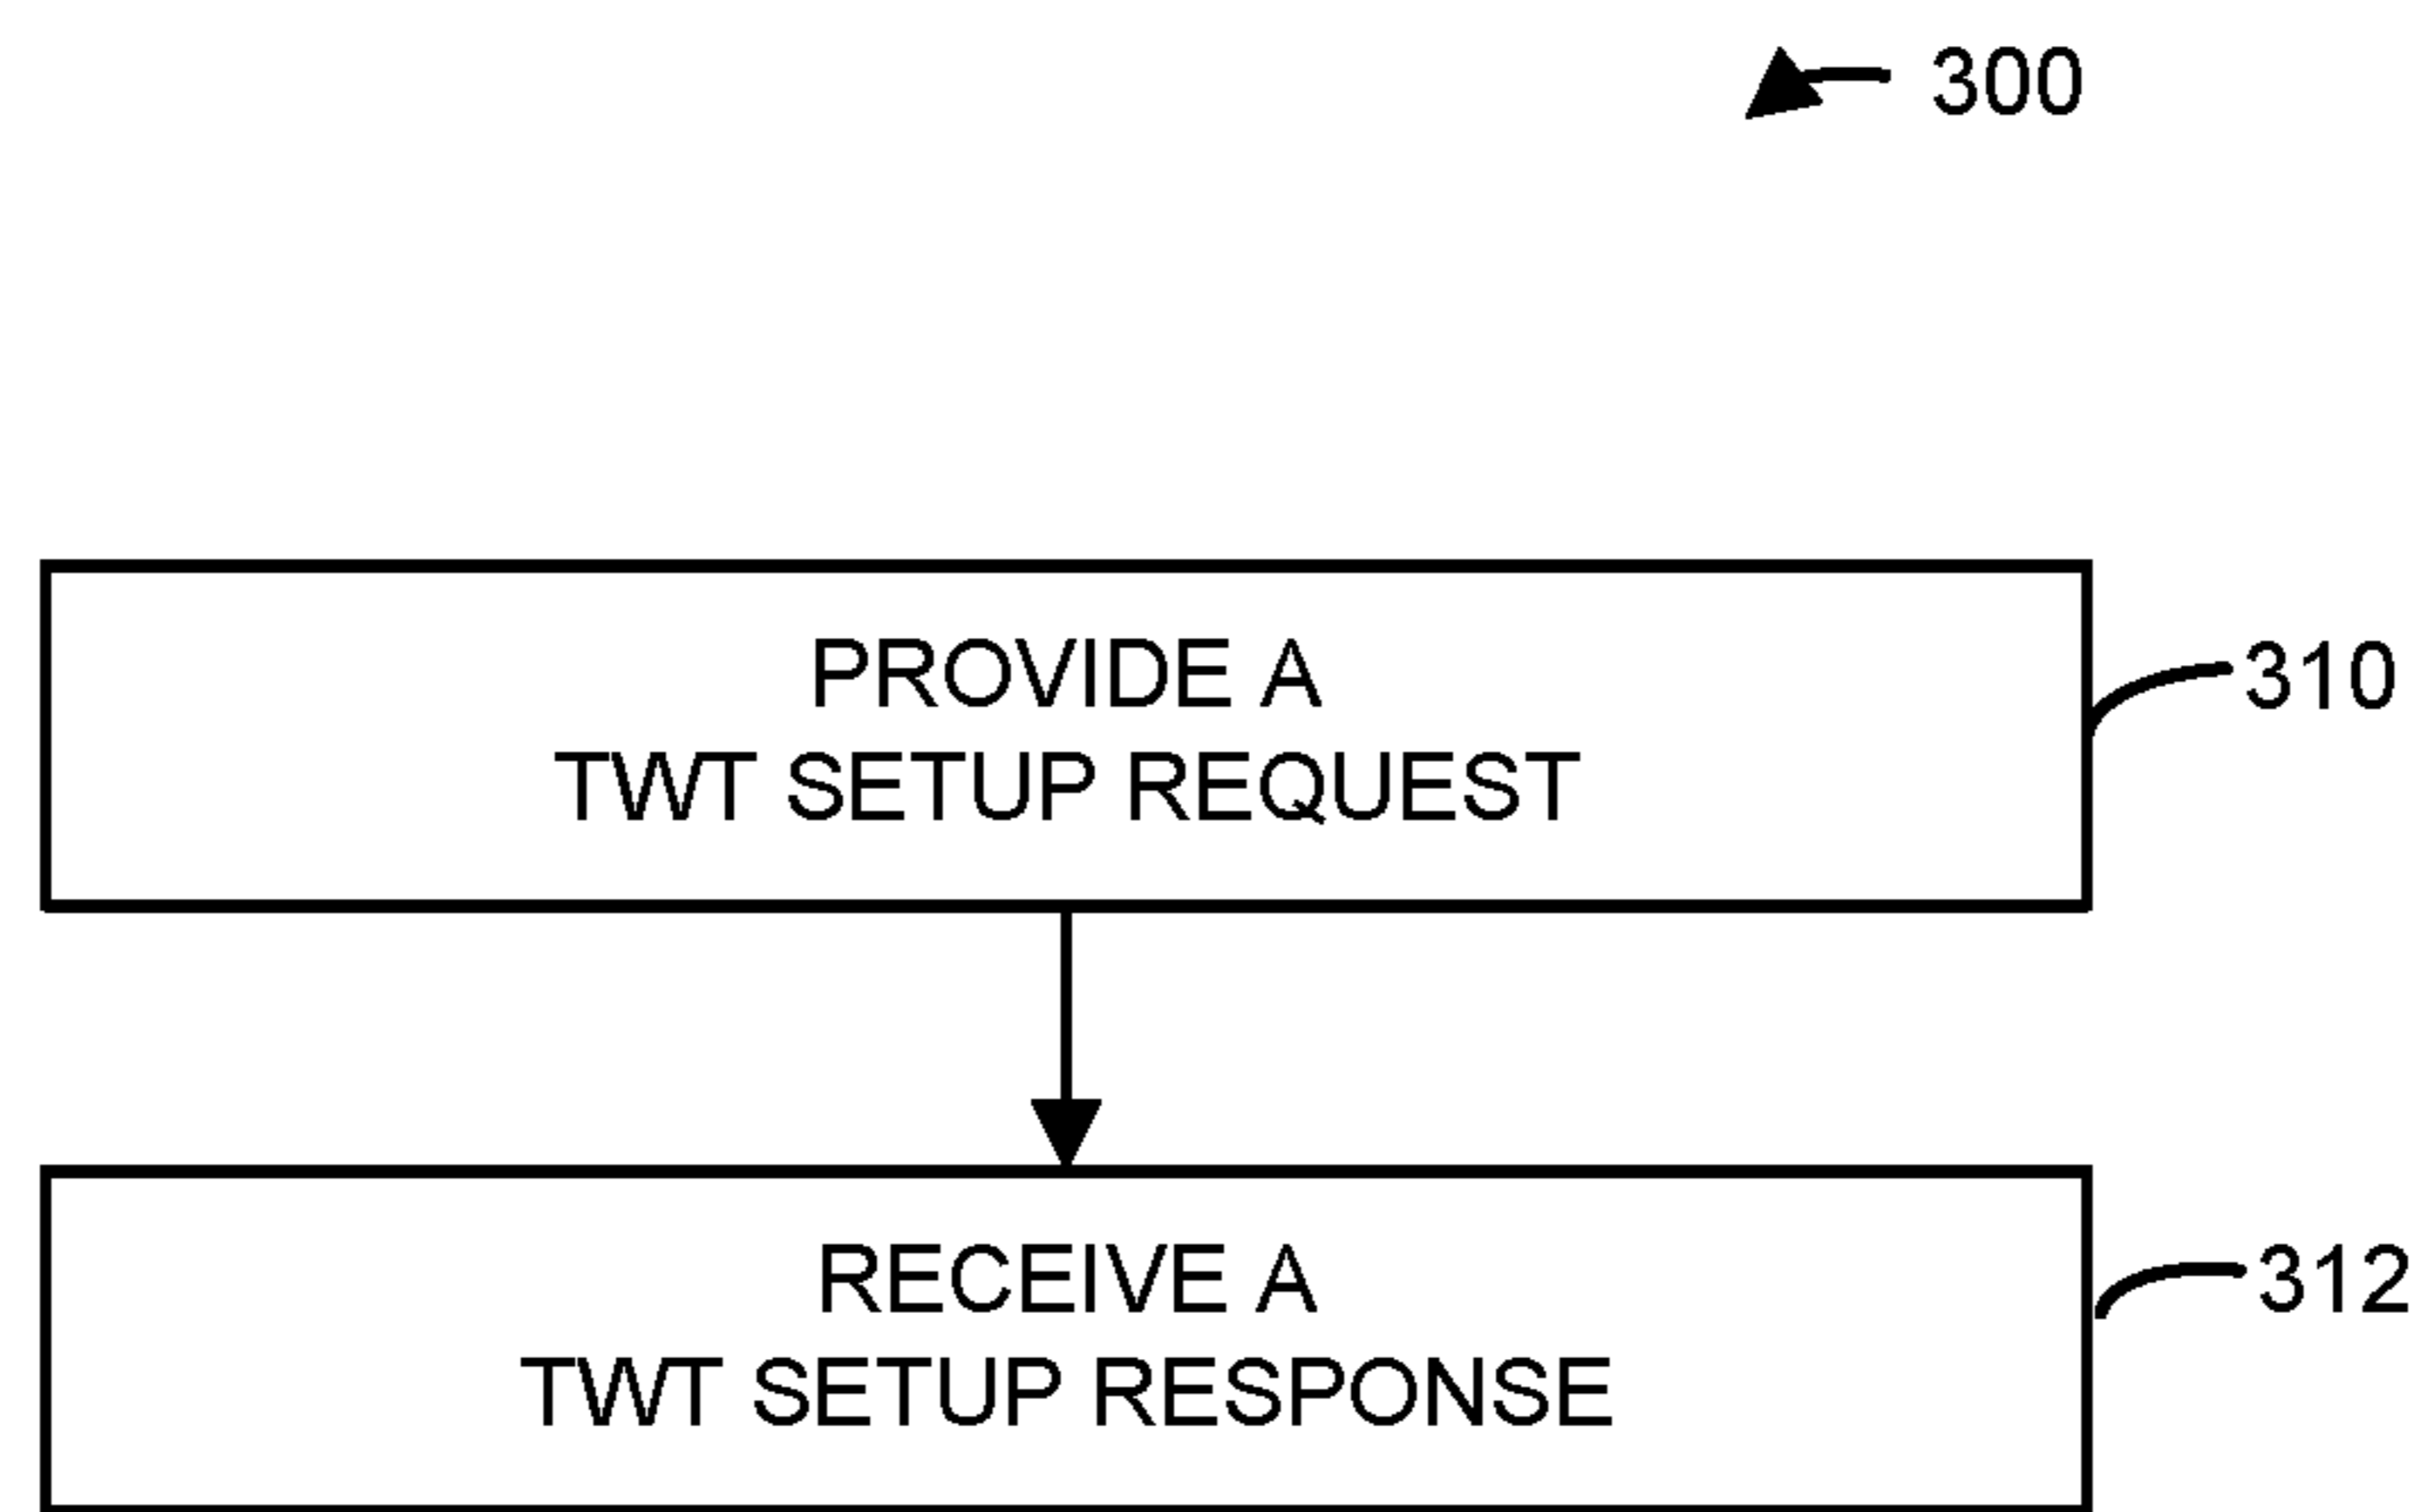 300
PROVIDE A
TWT SETUP REQUEST
310
RECEIVE A
TWT SETUP RESPONSE
312